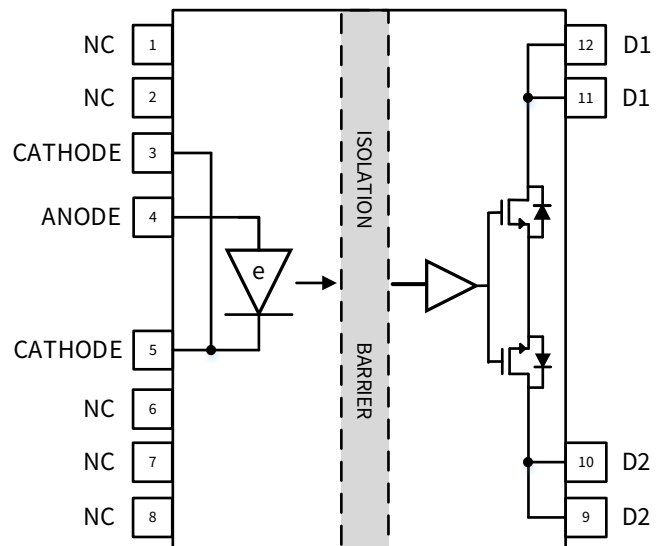 NC 1
NC 2
CATHODE 3
ANODE 4
CATHODE 5
NC 6
NC 7
NC 8
e
ISOLATION BARRIER
12 D1
11 D1
10 D2
9 D2